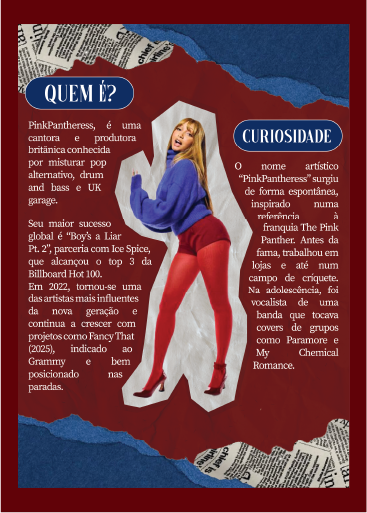 QUEM É?
PinkPantheress, é uma
cantora e produtora
britânica conhecida
por misturar pop
alternativo, drum
and bass e UK
garage.
Seu maior sucesso
global é “Boy’s a Liar
Pt. 2”, parceria com Ice Spice,
que alcançou o top 3 da
Billboard Hot 100.
Em 2022, tornou-se uma
das artistas mais influentes
da nova geração e
continua a crescer com
projetos como Fancy That
(2025), indicado ao
Grammy e bem
posicionado nas
paradas.
CURIOSIDADE
O nome artístico
“PinkPantheress” surgiu
de forma espontânea,
inspirado numa
referência à
franquia The Pink
Panther. Antes da
fama, trabalhou em
lojas e até num
campo de críquete.
Na adolescência, foi
vocalista de uma
banda que tocava
covers de grupos
como Paramore e
My Chemical
Romance.